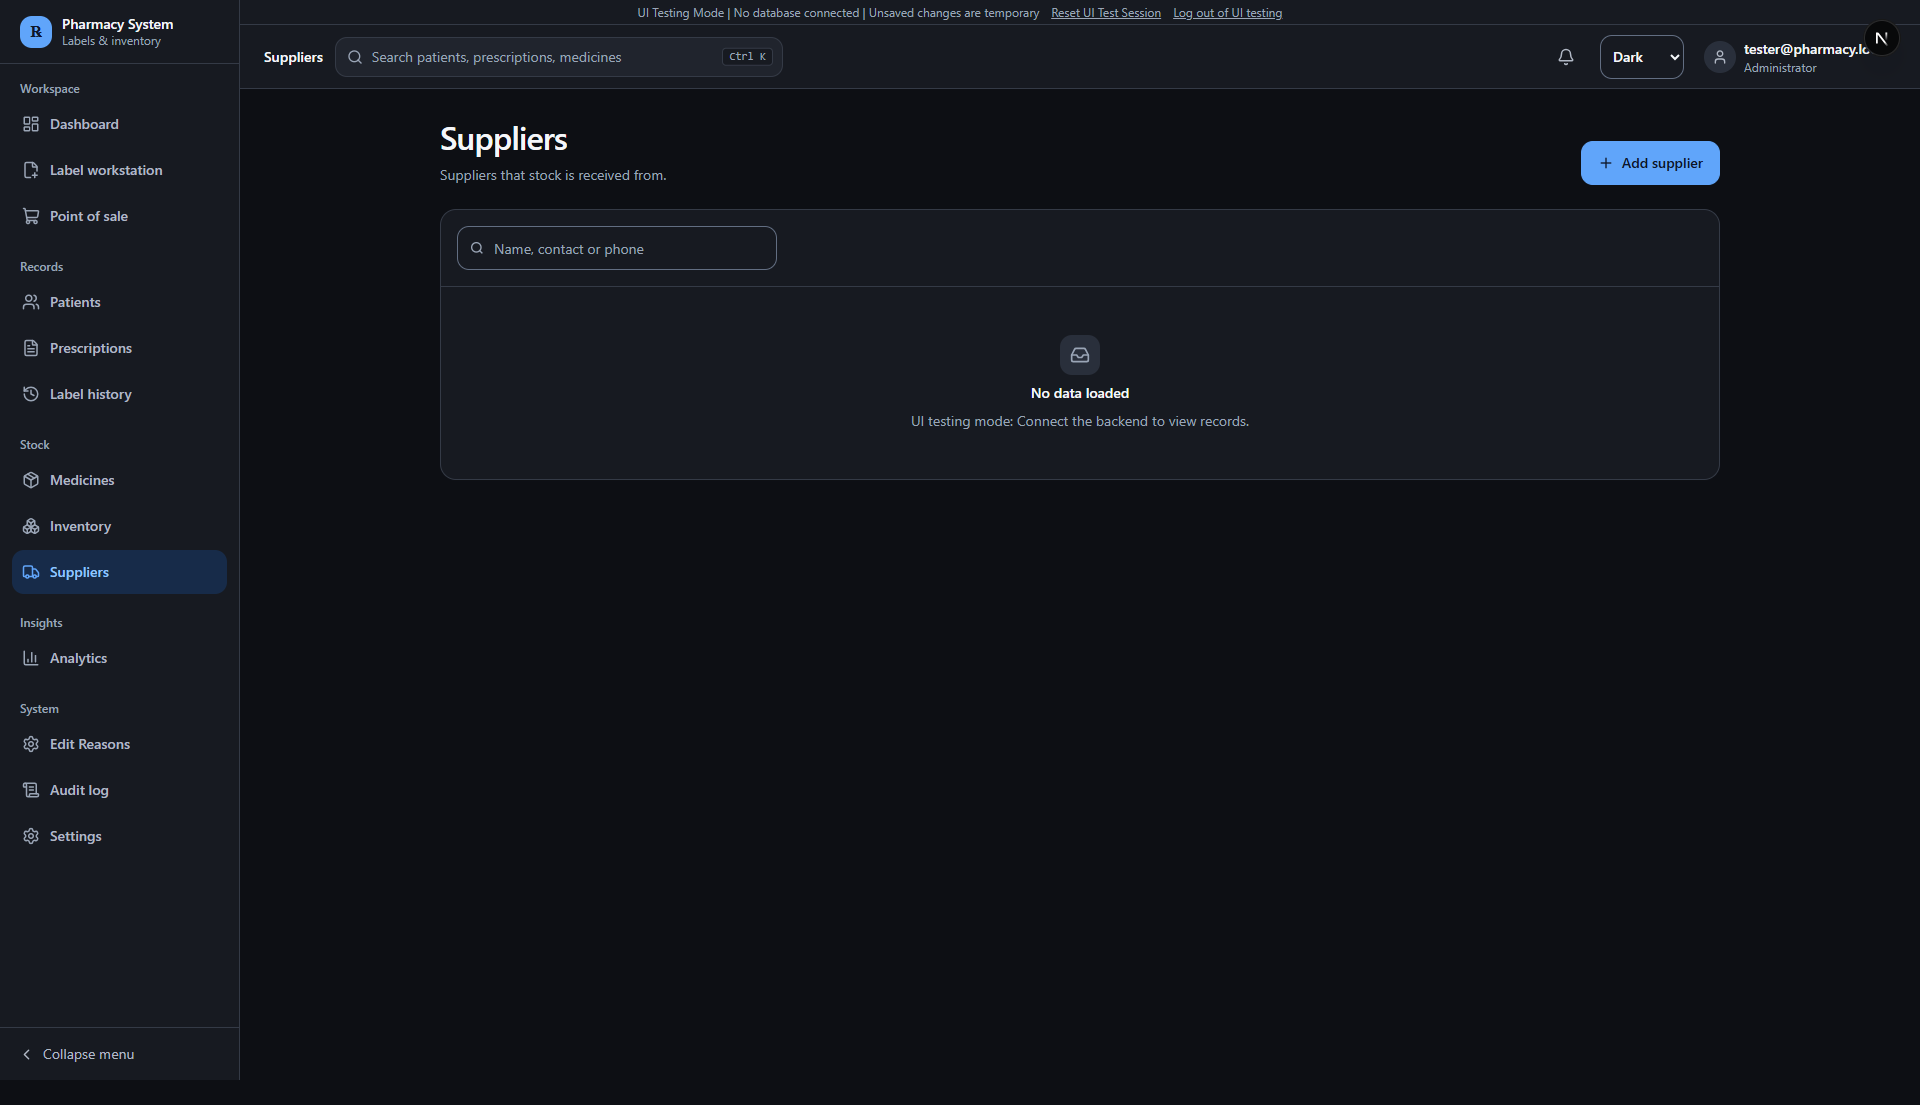 UI Testing Mode | No database connected | Unsaved changes are temporary Reset UI Test Session Log out of UI testing
Pharmacy System
Labels & inventory
Suppliers
Search patients, prescriptions, medicines
Ctrl K
Dark
tester@pharmacy.lo
Administrator
N
Workspace
Dashboard
Label workstation
Point of sale
Records
Patients
Prescriptions
Label history
Stock
Medicines
Inventory
Suppliers
Insights
Analytics
System
Edit Reasons
Audit log
Settings
Collapse menu
Suppliers
Suppliers that stock is received from.
Add supplier
Name, contact or phone
No data loaded
UI testing mode: Connect the backend to view records.